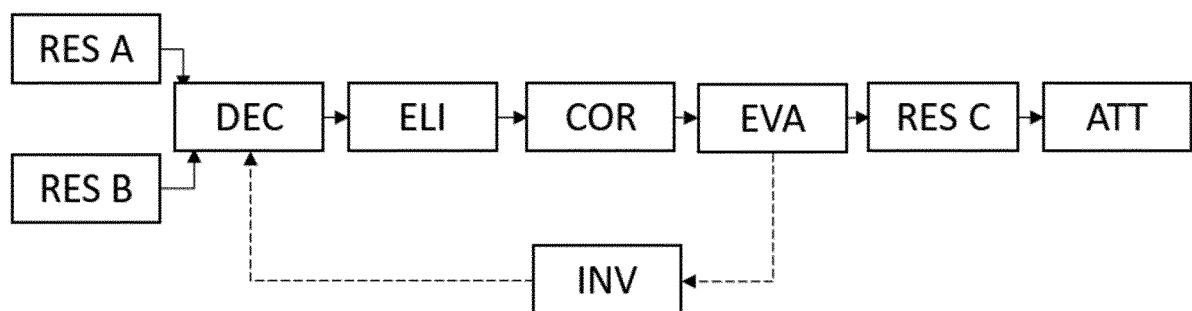 RES A
RES B
DEC
ELI
COR
EVA
RES C
ATT
INV